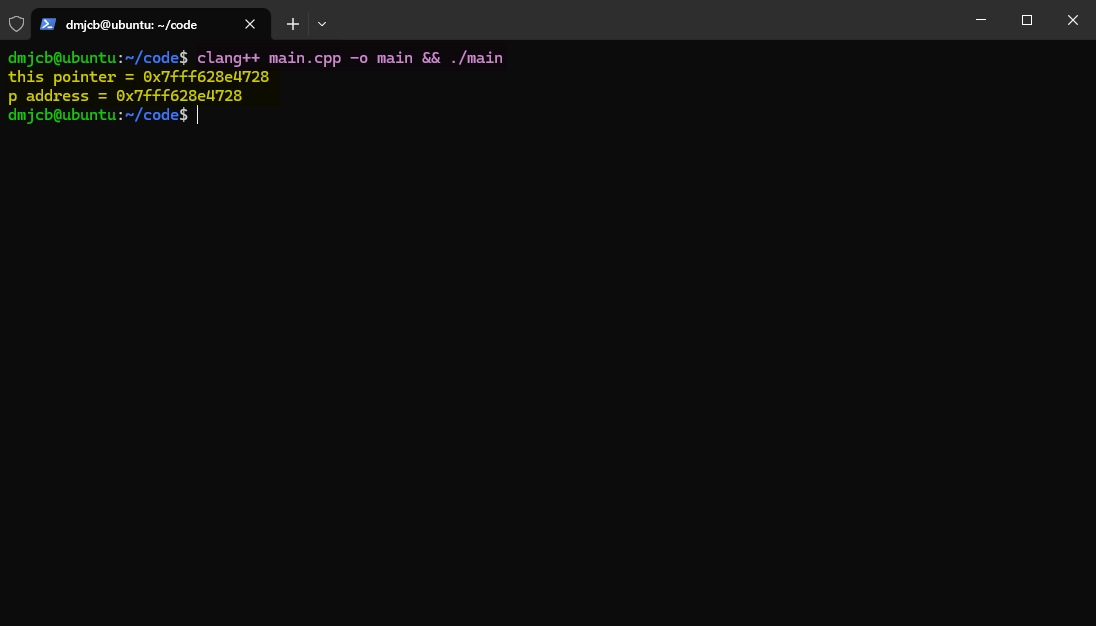 dmjcb@ubuntu: ~/code
dmjcb@ubuntu:~/code$ clang++ main.cpp -o main && ./main
this pointer = 0x7fff628e4728
p address = 0x7fff628e4728
dmjcb@ubuntu:~/code$